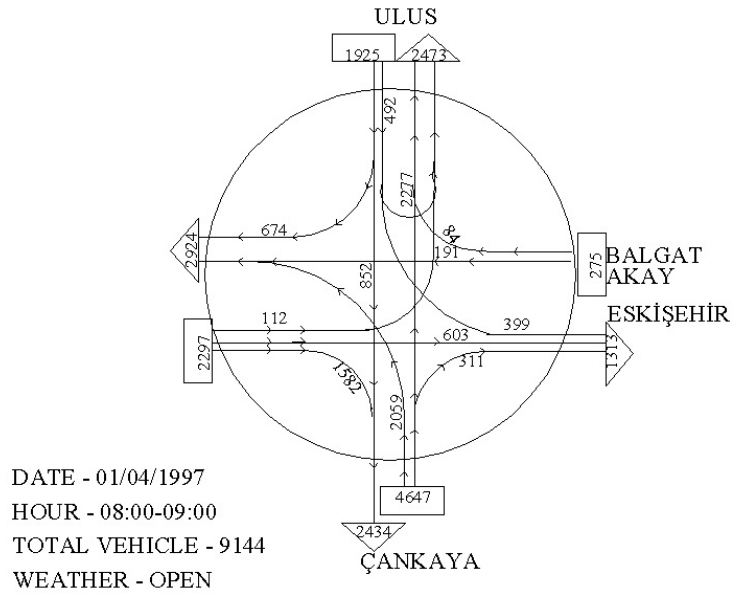 ULUS
1925
2473
492
2277
84
674
191
2924
852
275
BALGAT
AKAY
ESKİŞEHİR
112
399
603
2297
1313
1582
311
2059
4647
2434
ÇANKAYA
DATE - 01/04/1997
HOUR - 08:00-09:00
TOTAL VEHICLE - 9144
WEATHER - OPEN